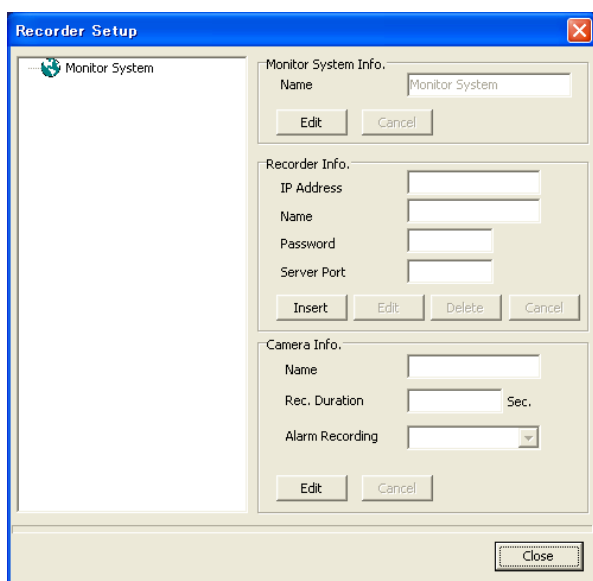 Recorder Setup
Monitor System
Monitor System Info.
Name
Monitor System
Edit
Cancel
Recorder Info.
IP Address
Name
Password
Server Port
Insert
Edit
Delete
Cancel
Camera Info.
Name
Rec. Duration
Sec.
Alarm Recording
Edit
Cancel
Close